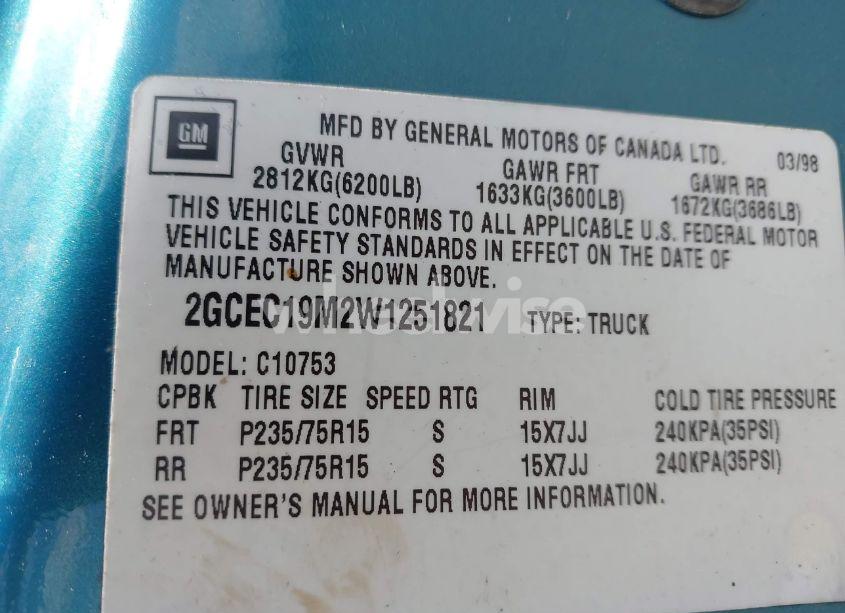 GM
MFD BY GENERAL MOTORS OF CANADA LTD. 03/98
GVWR GAWR FRT GAWR RR
2812KG(6200LB) 1633KG(3600LB) 1672KG(3686LB)
THIS VEHICLE CONFORMS TO ALL APPLICABLE U.S. FEDERAL MOTOR
VEHICLE SAFETY STANDARDS IN EFFECT ON THE DATE OF
MANUFACTURE SHOWN ABOVE.
2GCEC19M2W1251821 TYPE: TRUCK
wheelwise
MODEL: C10753
CPBK TIRE SIZE SPEED RTG RIM COLD TIRE PRESSURE
FRT P235/75R15 S 15X7JJ 240KPA(35PSI)
RR P235/75R15 S 15X7JJ 240KPA(35PSI)
SEE OWNER'S MANUAL FOR MORE INFORMATION.